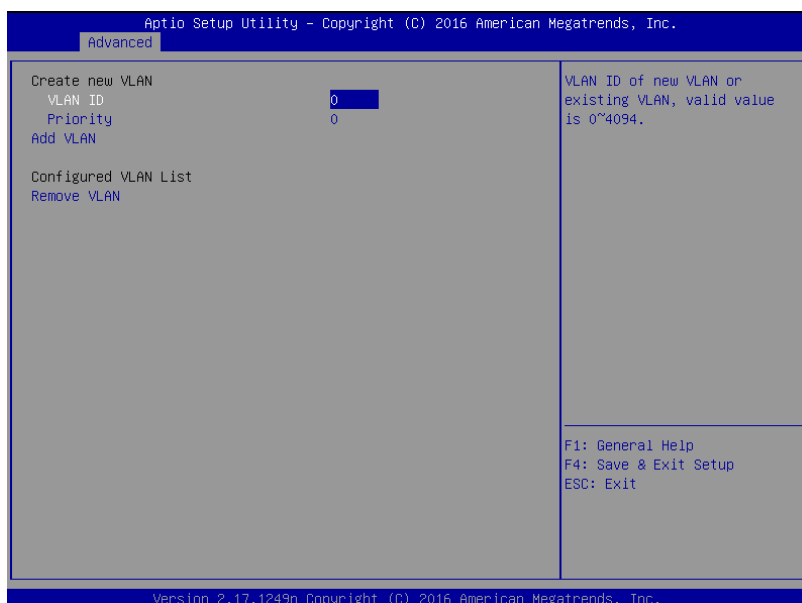 Aptio Setup Utility – Copyright (C) 2016 American Megatrends, Inc.
Advanced
Create new VLAN
VLAN ID 0
Priority 0
Add VLAN
Configured VLAN List
Remove VLAN
VLAN ID of new VLAN or
existing VLAN, valid value
is 0~4094.
F1: General Help
F4: Save & Exit Setup
ESC: Exit
Version 2.17.1249n Copyright (C) 2016 American Megatrends, Inc.